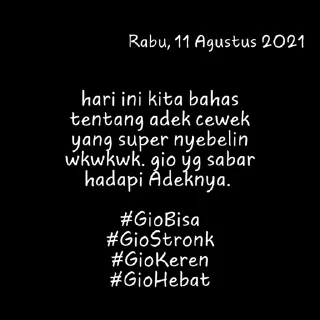 Rabu, 11 Agustus 2021
hari ini kita bahas
tentang adek cewek
yang super nyebelin
wkwkwk. gio yg sabar
hadapi Adeknya.
#GioBisa
#GioStronk
#GioKeren
#GioHebat